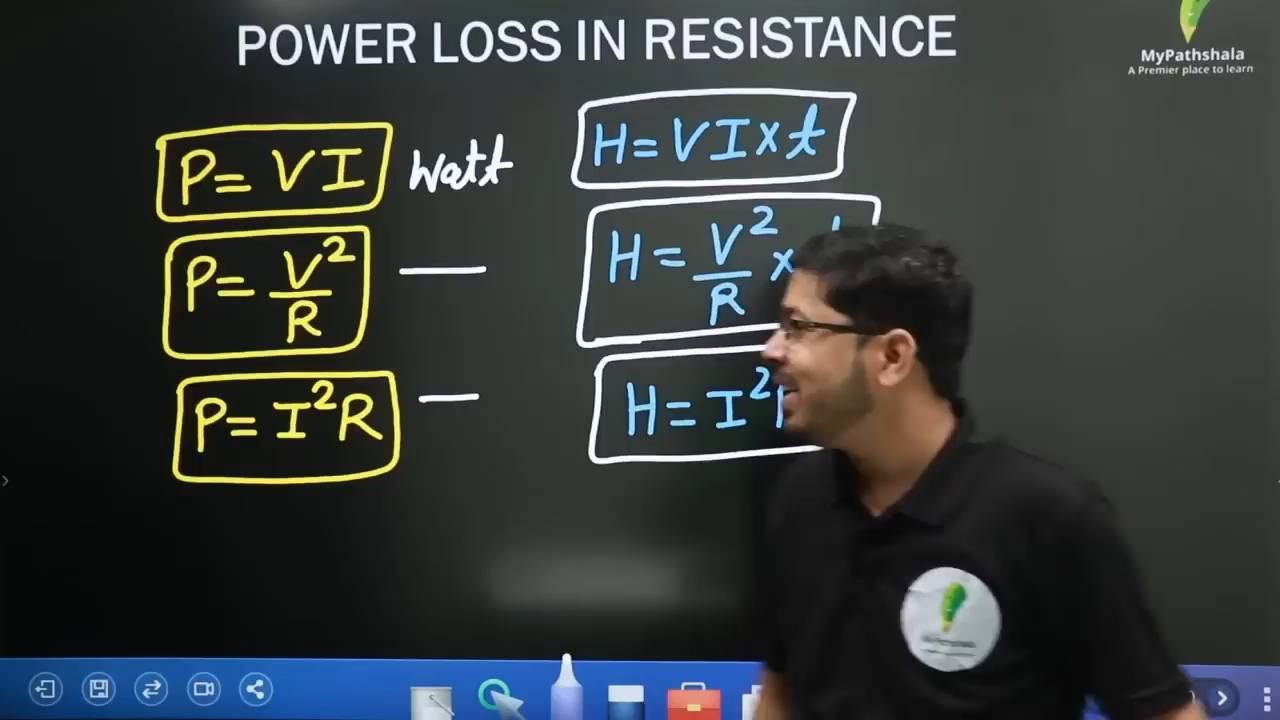 POWER LOSS IN RESISTANCE
MyPathshala
A Premier place to learn
P = VI Watt
H = VI × t
P = V²/R
H = V²/R ×
P = I²R
H = I²